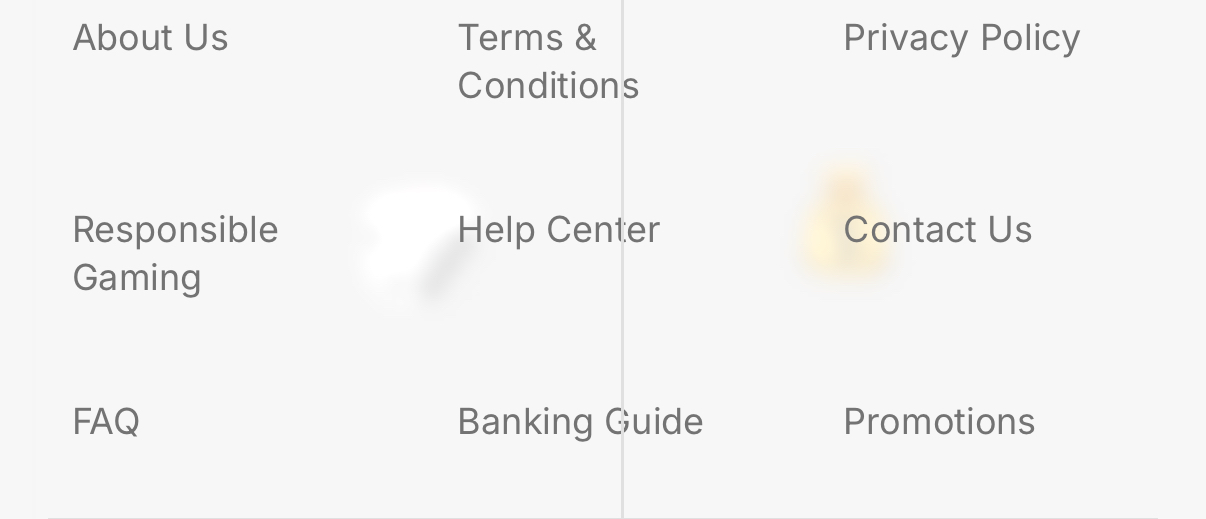 About Us
Terms &
Conditions
Privacy Policy
Responsible
Gaming
Help Center
Contact Us
FAQ
Banking Guide
Promotions